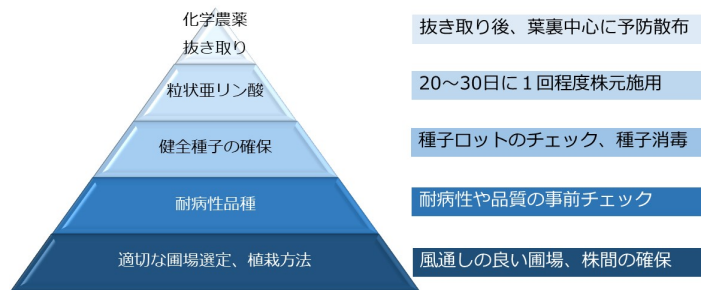 化学農薬
抜き取り
抜き取り後、葉裏中心に予防散布
粒状亜リン酸
20～30日に１回程度株元施用
健全種子の確保
種子ロットのチェック、種子消毒
耐病性品種
耐病性や品質の事前チェック
適切な圃場選定、植栽方法
風通しの良い圃場、株間の確保